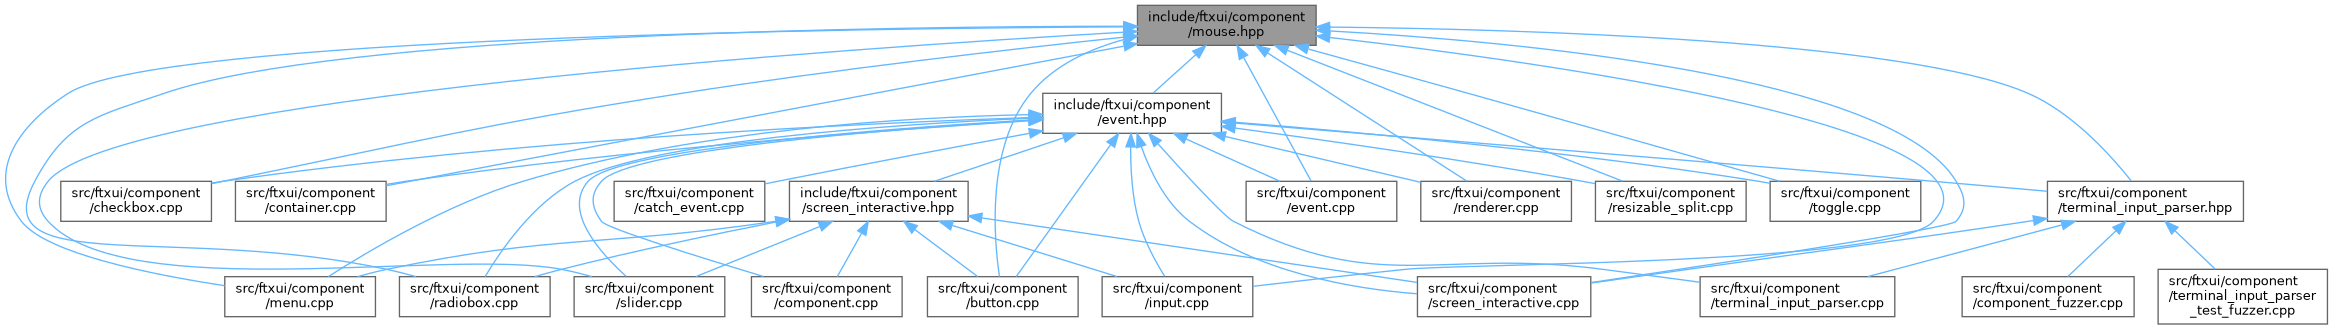 include/ftxui/component
/mouse.hpp
include/ftxui/component
/event.hpp
src/ftxui/component
/checkbox.cpp
src/ftxui/component
/container.cpp
src/ftxui/component
/catch_event.cpp
include/ftxui/component
/screen_interactive.hpp
src/ftxui/component
/event.cpp
src/ftxui/component
/renderer.cpp
src/ftxui/component
/resizable_split.cpp
src/ftxui/component
/toggle.cpp
src/ftxui/component
/terminal_input_parser.hpp
src/ftxui/component
/menu.cpp
src/ftxui/component
/radiobox.cpp
src/ftxui/component
/slider.cpp
src/ftxui/component
/component.cpp
src/ftxui/component
/button.cpp
src/ftxui/component
/input.cpp
src/ftxui/component
/screen_interactive.cpp
src/ftxui/component
/terminal_input_parser.cpp
src/ftxui/component
/component_fuzzer.cpp
src/ftxui/component
/terminal_input_parser
_test_fuzzer.cpp